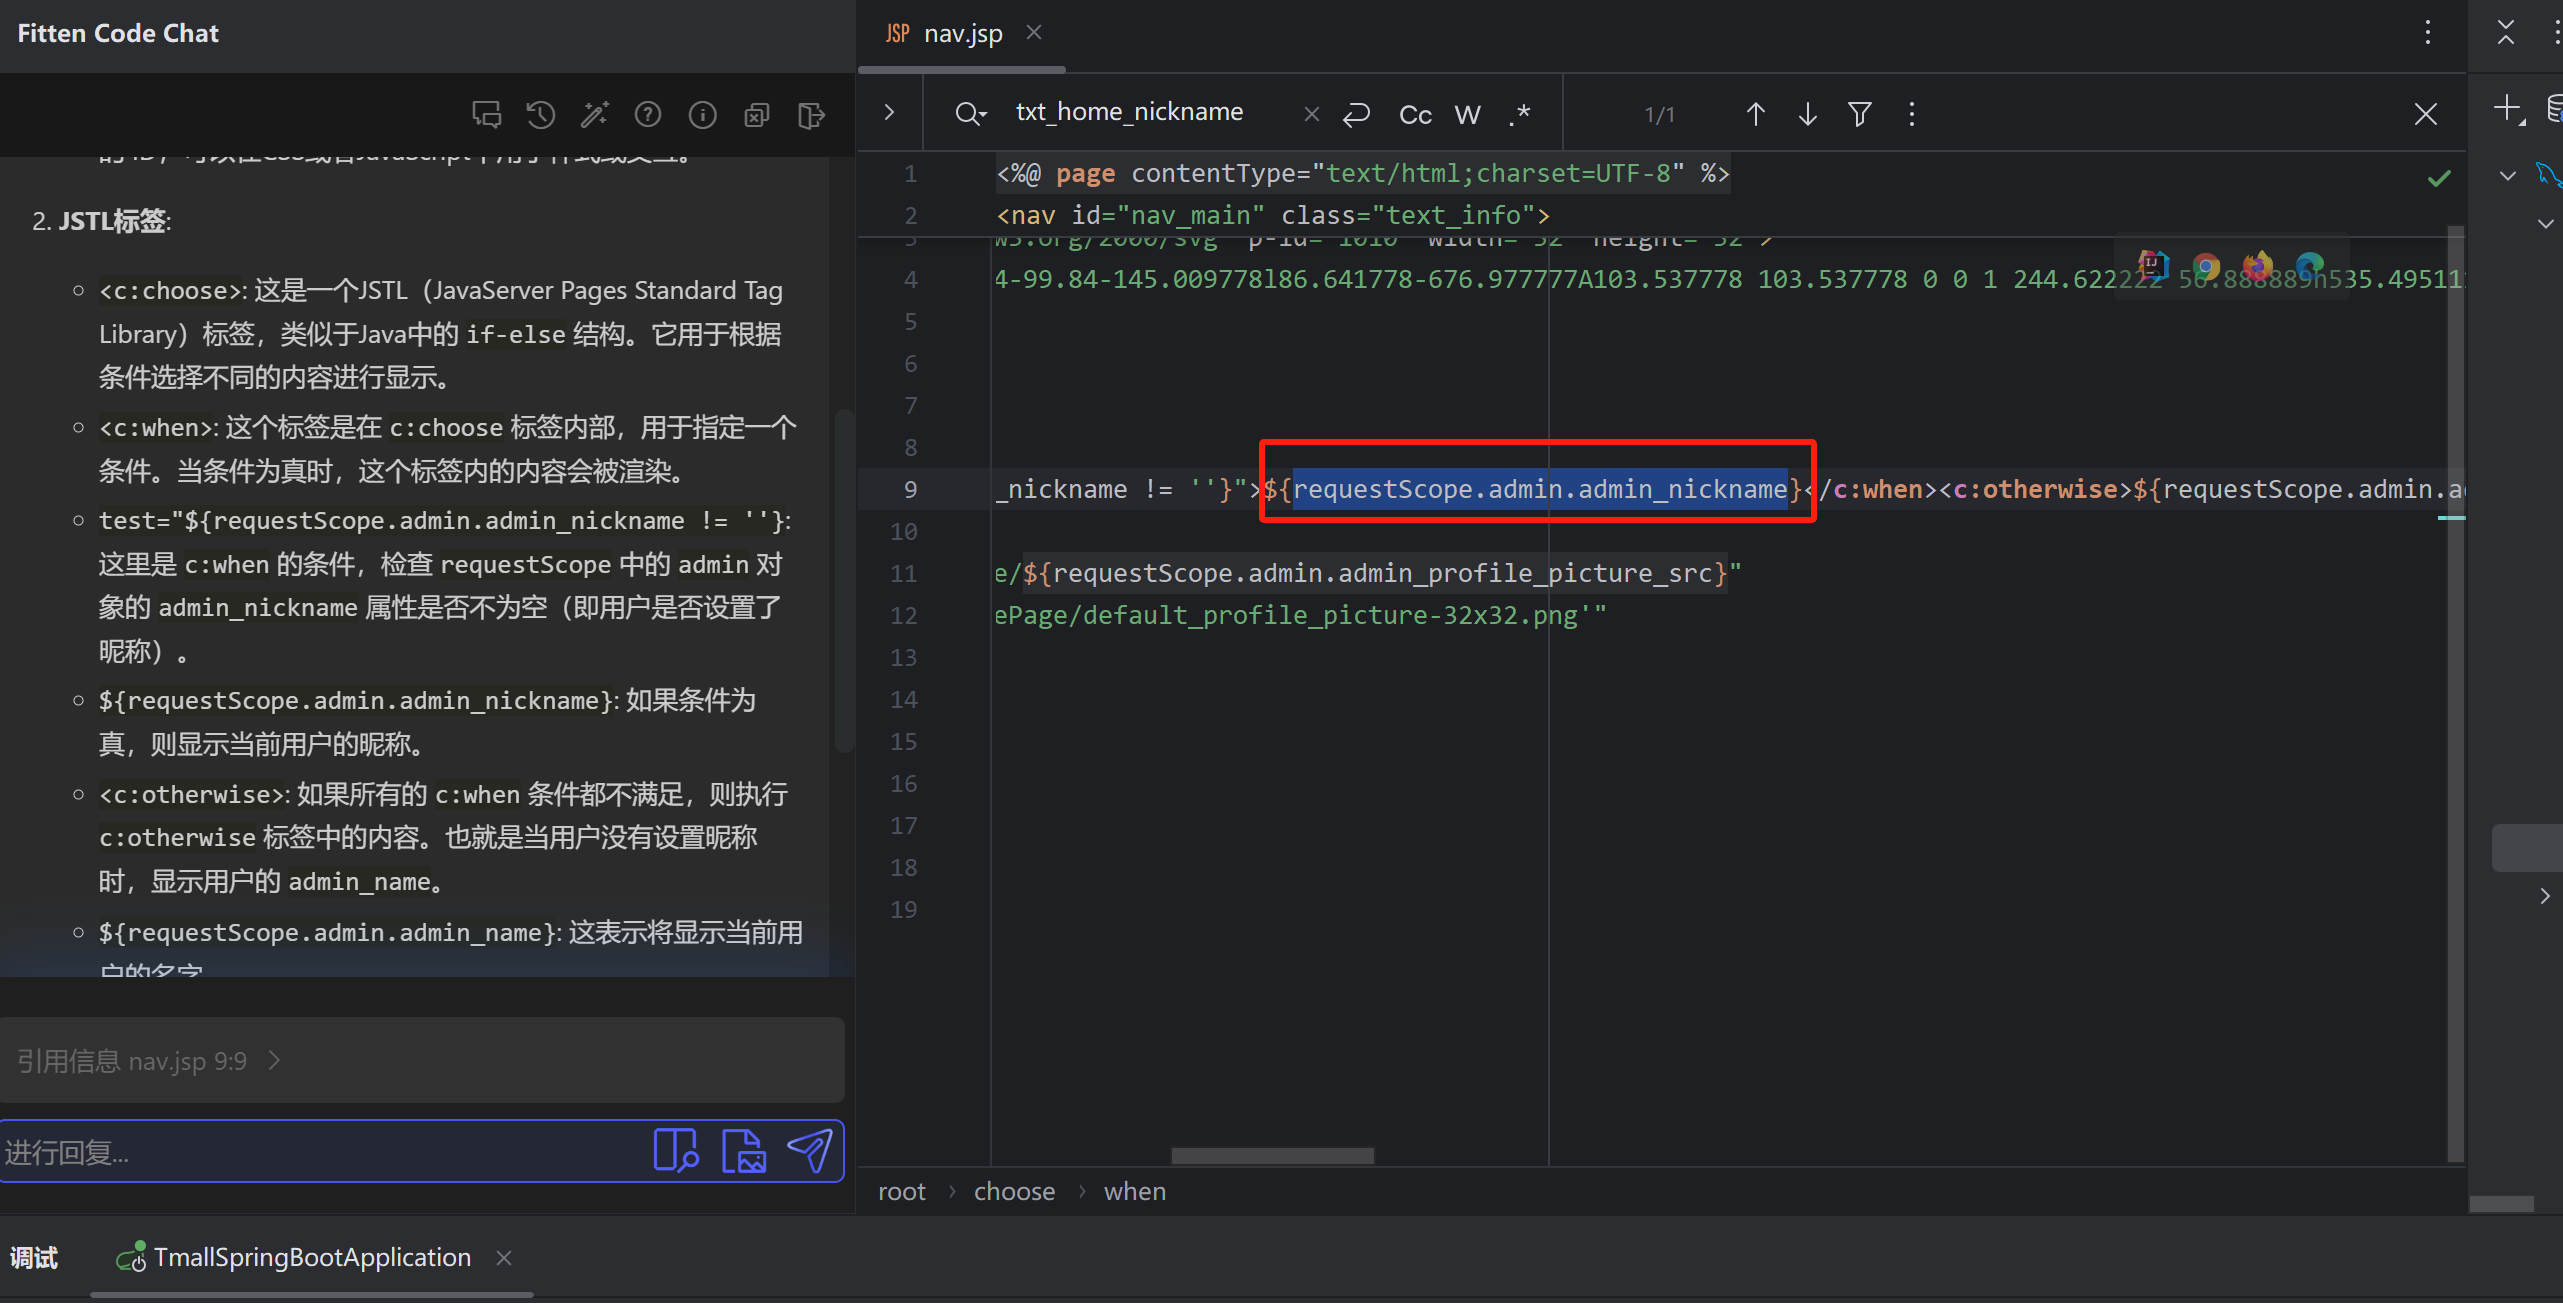 Fitten Code Chat
2. JSTL标签:
<c:choose>: 这是一个JSTL（JavaServer Pages Standard Tag
Library）标签，类似于Java中的 if-else 结构。它用于根据
条件选择不同的内容进行显示。
<c:when>: 这个标签是在 c:choose 标签内部，用于指定一个
条件。当条件为真时，这个标签内的内容会被渲染。
test="${requestScope.admin.admin_nickname != ''}:
这里是 c:when 的条件，检查 requestScope 中的 admin 对
象的 admin_nickname 属性是否不为空（即用户是否设置了
昵称）。
${requestScope.admin.admin_nickname}: 如果条件为
真，则显示当前用户的昵称。
<c:otherwise>: 如果所有的 c:when 条件都不满足，则执行
c:otherwise 标签中的内容。也就是当用户没有设置昵称
时，显示用户的 admin_name。
${requestScope.admin.admin_name}: 这表示将显示当前用
户的名字
引用信息 nav.jsp 9:9
进行回复...
JSP nav.jsp
txt_home_nickname
Cc W .*
1/1
1 <%@ page contentType="text/html;charset=UTF-8" %>
2 <nav id="nav_main" class="text_info">
3 w3.org/2000/svg" p-id="1010" width="32" height="32">
4 4-99.84-145.009778l86.641778-676.977777A103.537778 103.537778 0 0 1 244.622222 56.888889h535.49511
5
6
7
8
9 _nickname != ''}">${requestScope.admin.admin_nickname}</c:when><c:otherwise>${requestScope.admin.a
10
11 e/${requestScope.admin.admin_profile_picture_src}"
12 ePage/default_profile_picture-32x32.png'"
13
14
15
16
17
18
19
root › choose › when
调试 TmallSpringBootApplication